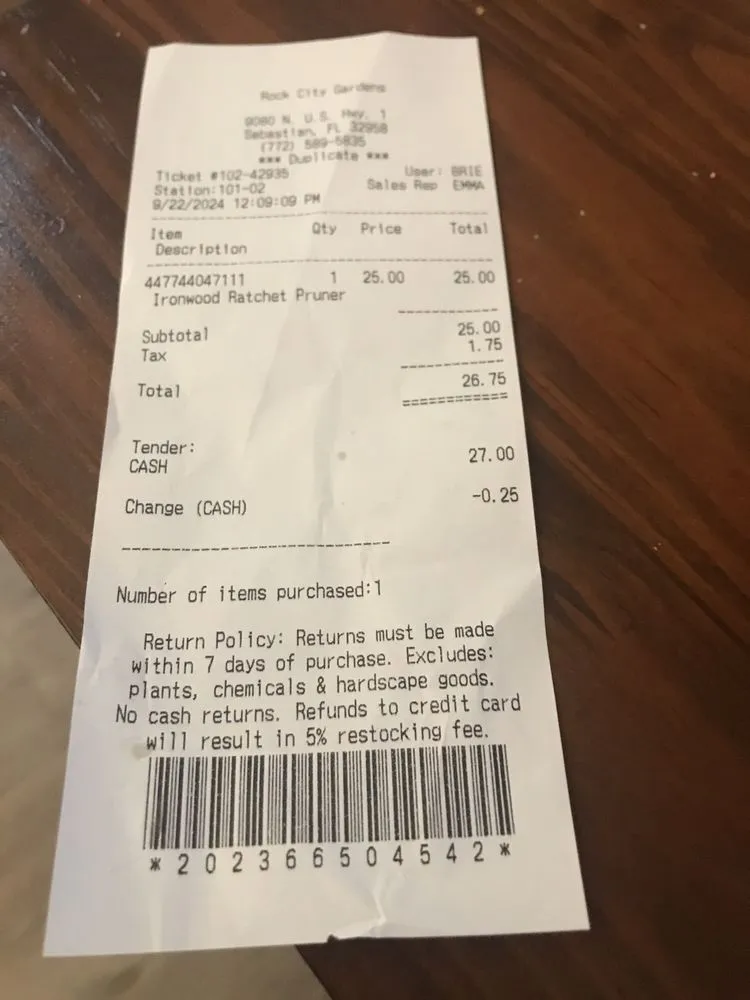 Rock City Gardens
9080 N. U.S. Hwy. 1
Sebastian, FL 32958
(772) 589-5835
*** Duplicate ***
Ticket #102-42935 User: BRIE
Station:101-02 Sales Rep EMMA
9/22/2024 12:09:09 PM
Item Qty Price Total
Description
447744047111 1 25.00 25.00
Ironwood Ratchet Pruner
Subtotal 25.00
Tax 1.75
Total 26.75
Tender:
CASH 27.00
Change (CASH) -0.25
Number of items purchased:1
Return Policy: Returns must be made
within 7 days of purchase. Excludes:
plants, chemicals & hardscape goods.
No cash returns. Refunds to credit card
will result in 5% restocking fee.
*202366504542*